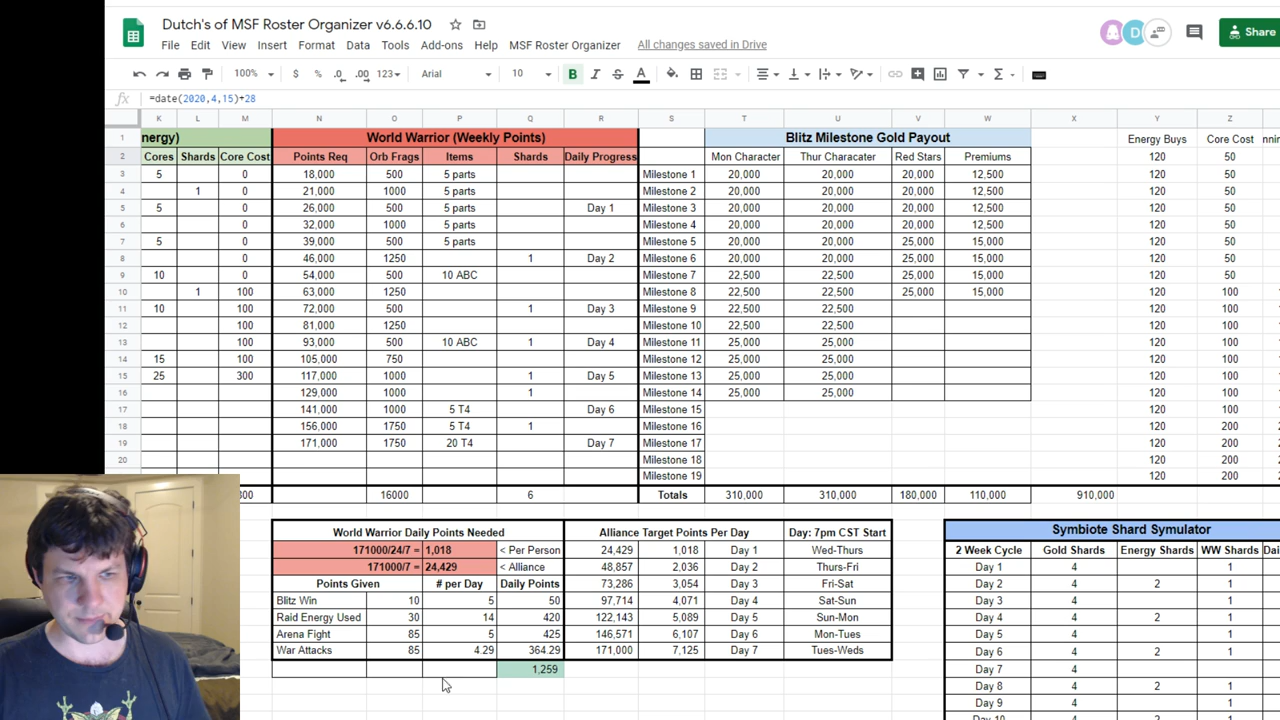 Dutch's of MSF Roster Organizer v6.6.6.10
File Edit View Insert Format Data Tools Add-ons Help MSF Roster Organizer All changes saved in Drive
D
Share
100% $ % .0 .00 123 Arial 10 B I S A
fx =date(2020,4,15)+28
K L M N O P Q R S T U V W X Y Z
1 nergy) World Warrior (Weekly Points) Blitz Milestone Gold Payout Energy Buys Core Cost
2 Cores Shards Core Cost Points Req Orb Frags Items Shards Daily Progress Mon Character Thur Characater Red Stars Premiums 120 50
3 5 0 18,000 500 5 parts Milestone 1 20,000 20,000 20,000 12,500 120 50
4 1 0 21,000 1000 5 parts Milestone 2 20,000 20,000 20,000 12,500 120 50
5 5 0 26,000 500 5 parts Day 1 Milestone 3 20,000 20,000 20,000 12,500 120 50
6 0 32,000 1000 5 parts Milestone 4 20,000 20,000 20,000 12,500 120 50
7 5 0 39,000 500 5 parts Milestone 5 20,000 20,000 25,000 15,000 120 50
8 0 46,000 1250 1 Day 2 Milestone 6 20,000 20,000 25,000 15,000 120 50
9 10 0 54,000 500 10 ABC Milestone 7 22,500 22,500 25,000 15,000 120 50
10 1 100 63,000 1250 Milestone 8 22,500 22,500 25,000 15,000 120 100
11 10 100 72,000 500 1 Day 3 Milestone 9 22,500 22,500 120 100
12 100 81,000 1250 Milestone 10 22,500 22,500 120 100
13 100 93,000 500 10 ABC 1 Day 4 Milestone 11 25,000 25,000 120 100
14 15 100 105,000 750 Milestone 12 25,000 25,000 120 100
15 25 300 117,000 1000 1 Day 5 Milestone 13 25,000 25,000 120 100
16 129,000 1000 1 Milestone 14 25,000 25,000 120 100
17 141,000 1000 5 T4 Day 6 Milestone 15 120 100
18 156,000 1750 5 T4 1 Milestone 16 120 200
19 171,000 1750 20 T4 Day 7 Milestone 17 120 200
20 Milestone 18 120 200
Milestone 19 120 200
16000 6 Totals 310,000 310,000 180,000 110,000 910,000
World Warrior Daily Points Needed Alliance Target Points Per Day Day: 7pm CST Start Symbiote Shard Symulator
171000/24/7 = 1,018 < Per Person 24,429 1,018 Day 1 Wed-Thurs 2 Week Cycle Gold Shards Energy Shards WW Shards
171000/7 = 24,429 < Alliance 48,857 2,036 Day 2 Thurs-Fri Day 1 4 1
Points Given # per Day Daily Points 73,286 3,054 Day 3 Fri-Sat Day 2 4 2 1
Blitz Win 10 5 50 97,714 4,071 Day 4 Sat-Sun Day 3 4 1
Raid Energy Used 30 14 420 122,143 5,089 Day 5 Sun-Mon Day 4 4 2 1
Arena Fight 85 5 425 146,571 6,107 Day 6 Mon-Tues Day 5 4 1
War Attacks 85 4.29 364.29 171,000 7,125 Day 7 Tues-Weds Day 6 4 2 1
1,259 Day 7 4
Day 8 4 2 1
Day 9 4